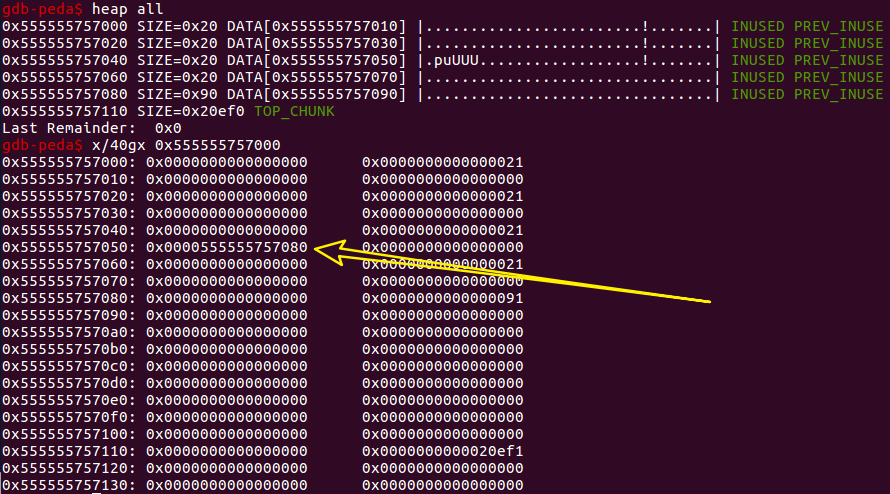 gdb-peda$ heap all
0x555555757000 SIZE=0x20 DATA[0x555555757010] |........................!.......| INUSED PREV_INUSE
0x555555757020 SIZE=0x20 DATA[0x555555757030] |........................!.......| INUSED PREV_INUSE
0x555555757040 SIZE=0x20 DATA[0x555555757050] |.puUUU..................!.......| INUSED PREV_INUSE
0x555555757060 SIZE=0x20 DATA[0x555555757070] |................................| INUSED PREV_INUSE
0x555555757080 SIZE=0x90 DATA[0x555555757090] |................................| INUSED PREV_INUSE
0x555555757110 SIZE=0x20ef0 TOP_CHUNK
Last Remainder:  0x0
gdb-peda$ x/40gx 0x555555757000
0x555555757000: 0x0000000000000000      0x0000000000000021
0x555555757010: 0x0000000000000000      0x0000000000000000
0x555555757020: 0x0000000000000000      0x0000000000000021
0x555555757030: 0x0000000000000000      0x0000000000000000
0x555555757040: 0x0000000000000000      0x0000000000000021
0x555555757050: 0x0000555555757080      0x0000000000000000
0x555555757060: 0x0000000000000000      0x0000000000000021
0x555555757070: 0x0000000000000000      0x0000000000000000
0x555555757080: 0x0000000000000000      0x0000000000000091
0x555555757090: 0x0000000000000000      0x0000000000000000
0x5555557570a0: 0x0000000000000000      0x0000000000000000
0x5555557570b0: 0x0000000000000000      0x0000000000000000
0x5555557570c0: 0x0000000000000000      0x0000000000000000
0x5555557570d0: 0x0000000000000000      0x0000000000000000
0x5555557570e0: 0x0000000000000000      0x0000000000000000
0x5555557570f0: 0x0000000000000000      0x0000000000000000
0x555555757100: 0x0000000000000000      0x0000000000000000
0x555555757110: 0x0000000000000000      0x0000000000020ef1
0x555555757120: 0x0000000000000000      0x0000000000000000
0x555555757130: 0x0000000000000000      0x0000000000000000